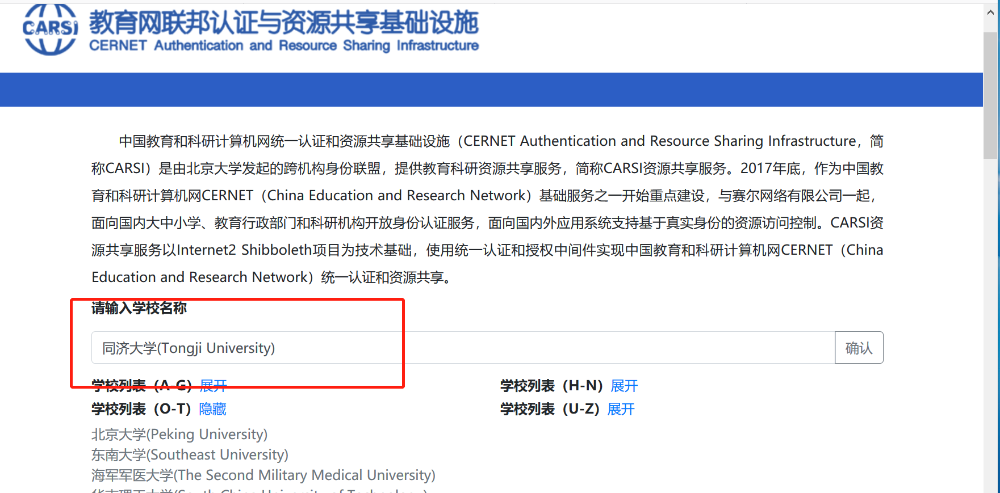 CARSI 教育网联邦认证与资源共享基础设施
CERNET Authentication and Resource Sharing Infrastructure
中国教育和科研计算机网统一认证和资源共享基础设施（CERNET Authentication and Resource Sharing Infrastructure，简
称CARSI）是由北京大学发起的跨机构身份联盟，提供教育科研资源共享服务，简称CARSI资源共享服务。2017年底，作为中国教
育和科研计算机网CERNET（China Education and Research Network）基础服务之一开始重点建设，与赛尔网络有限公司一起，
面向国内大中小学、教育行政部门和科研机构开放身份认证服务，面向国内外应用系统支持基于真实身份的资源访问控制。CARSI资
源共享服务以Internet2 Shibboleth项目为技术基础，使用统一认证和授权中间件实现中国教育和科研计算机网CERNET（China
Education and Research Network）统一认证和资源共享。
请输入学校名称
同济大学(Tongji University) 确认
学校列表（A-G）展开 学校列表（H-N）展开
学校列表（O-T）隐藏 学校列表（U-Z）展开
北京大学(Peking University)
东南大学(Southeast University)
海军军医大学(The Second Military Medical University)
华南理工大学(South China University of Technology)